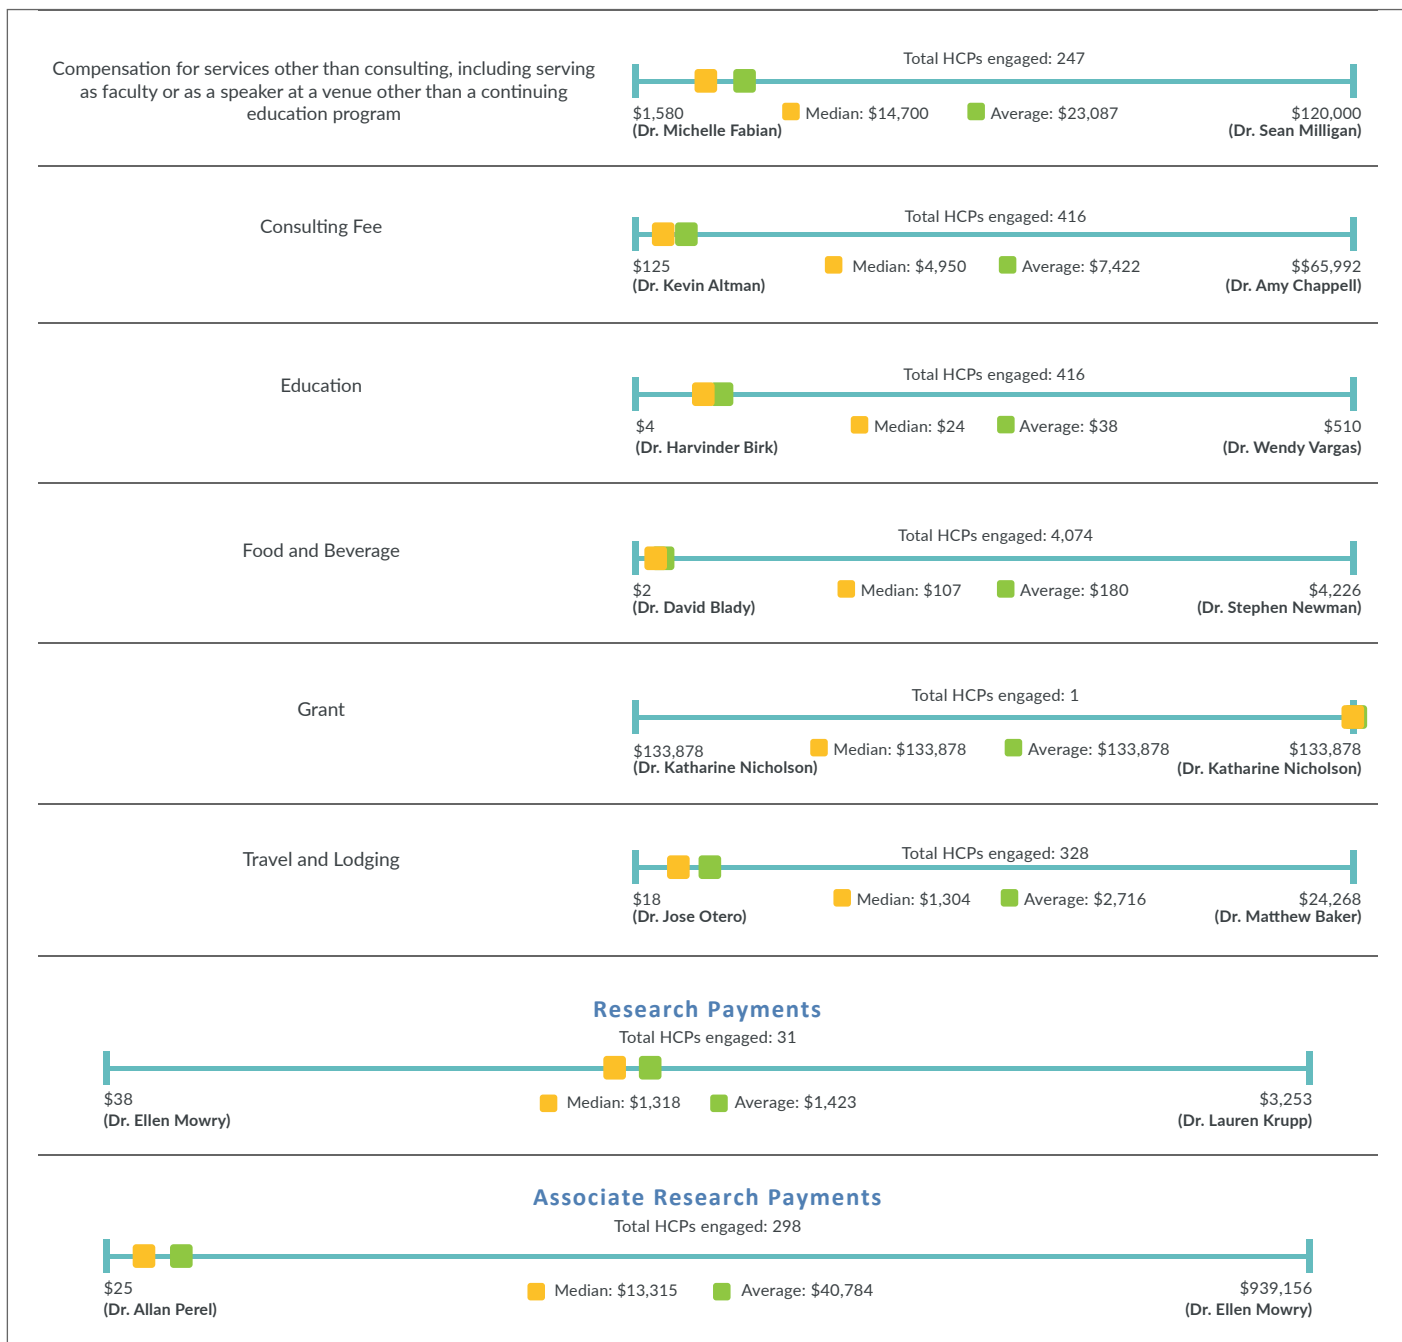 Compensation for services other than consulting, including serving
as faculty or as a speaker at a venue other than a continuing
education program
Total HCPs engaged: 247
$1,580
(Dr. Michelle Fabian)
Median: $14,700
Average: $23,087
$120,000
(Dr. Sean Milligan)
Consulting Fee
Total HCPs engaged: 416
$125
(Dr. Kevin Altman)
Median: $4,950
Average: $7,422
$$65,992
(Dr. Amy Chappell)
Education
Total HCPs engaged: 416
$4
(Dr. Harvinder Birk)
Median: $24
Average: $38
$510
(Dr. Wendy Vargas)
Food and Beverage
Total HCPs engaged: 4,074
$2
(Dr. David Blady)
Median: $107
Average: $180
$4,226
(Dr. Stephen Newman)
Grant
Total HCPs engaged: 1
$133,878
(Dr. Katharine Nicholson)
Median: $133,878
Average: $133,878
$133,878
(Dr. Katharine Nicholson)
Travel and Lodging
Total HCPs engaged: 328
$18
(Dr. Jose Otero)
Median: $1,304
Average: $2,716
$24,268
(Dr. Matthew Baker)
Research Payments
Total HCPs engaged: 31
$38
(Dr. Ellen Mowry)
Median: $1,318
Average: $1,423
$3,253
(Dr. Lauren Krupp)
Associate Research Payments
Total HCPs engaged: 298
$25
(Dr. Allan Perel)
Median: $13,315
Average: $40,784
$939,156
(Dr. Ellen Mowry)